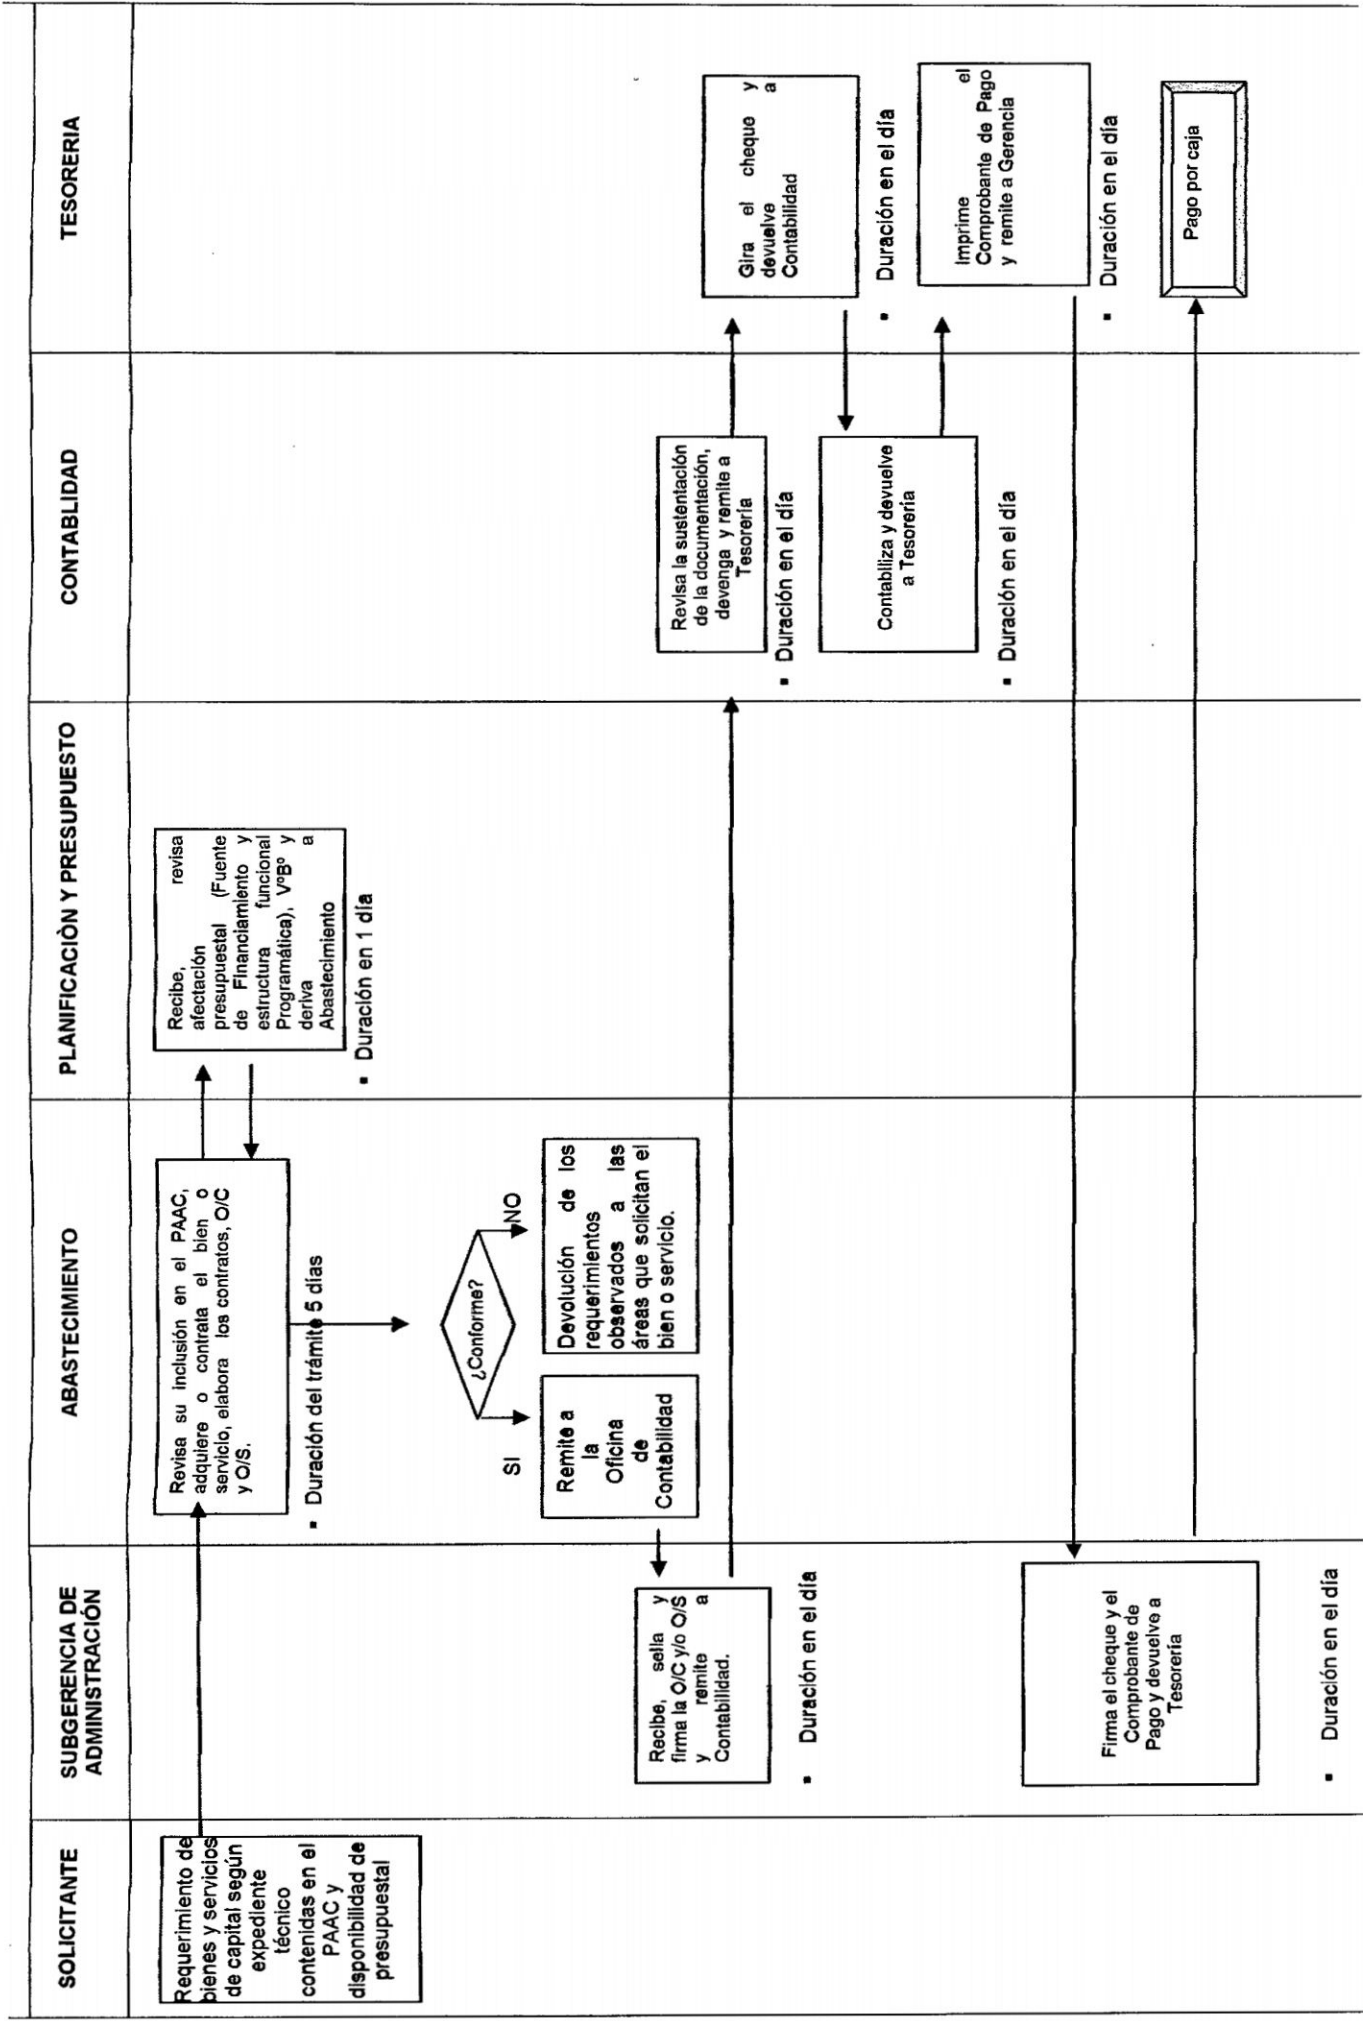 SOLICITANTE
SUBGERENCIA DE
ADMINISTRACIÓN
ABASTECIMIENTO
PLANIFICACIÒN Y PRESUPUESTO
CONTABLIDAD
TESORERIA
Requerimiento de
bienes y servicios
de capital según
expediente
técnico
contenidas en el
PAAC y
disponibilidad de
presupuestal
Revisa su inclusión en el PAAC,
adquiere o contrata el bien o
servicio, elabora los contratos, O/C
y O/S.
▪ Duración del trámite 5 días
Recibe, revisa
afectación
presupuestal (Fuente
de Financiamiento y
estructura funcional
Programática), VºBº y
deriva a
Abastecimiento
▪ Duración en 1 día
¿Conforme?
SI
NO
Remite a
la
Oficina
de
Contabilidad
Devolución de los
requerimientos
observados a las
áreas que solicitan el
bien o servicio.
Recibe, sella y
firma la O/C y/o O/S
y remite a
Contabilidad.
▪ Duración en el día
Revisa la sustentación
de la documentación,
devenga y remite a
Tesorería
▪ Duración en el día
Gira el cheque y
devuelve a
Contabilidad
▪ Duración en el día
Contabiliza y devuelve
a Tesorería
▪ Duración en el día
Imprime el
Comprobante de Pago
y remite a Gerencia
▪ Duración en el día
Firma el cheque y el
Comprobante de
Pago y devuelve a
Tesorería
▪ Duración en el día
Pago por caja